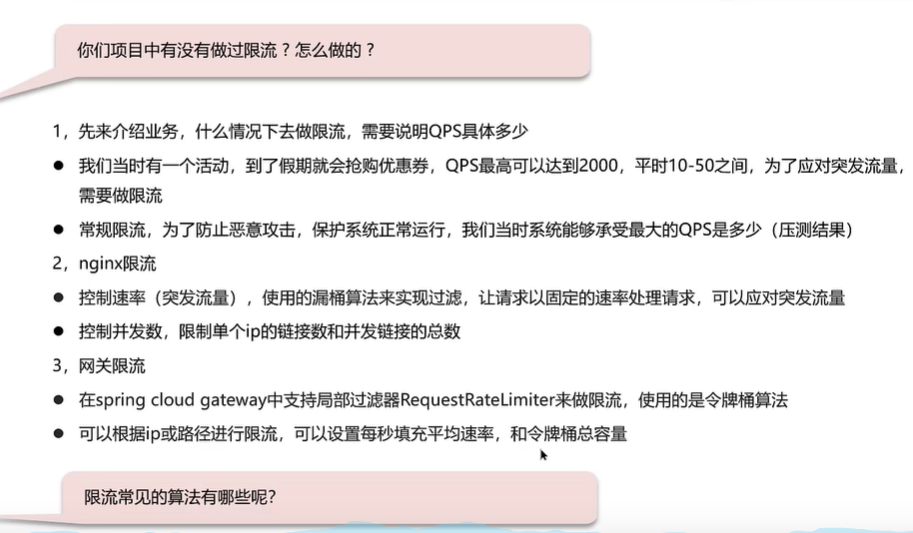 你们项目中有没有做过限流？怎么做的？
1，先来介绍业务，什么情况下去做限流，需要说明QPS具体多少
● 我们当时有一个活动，到了假期就会抢购优惠券，QPS最高可以达到2000，平时10-50之间，为了应对突发流量，
需要做限流
● 常规限流，为了防止恶意攻击，保护系统正常运行，我们当时系统能够承受最大的QPS是多少（压测结果）
2，nginx限流
● 控制速率（突发流量），使用的漏桶算法来实现过滤，让请求以固定的速率处理请求，可以应对突发流量
● 控制并发数，限制单个ip的链接数和并发链接的总数
3，网关限流
● 在spring cloud gateway中支持局部过滤器RequestRateLimiter来做限流，使用的是令牌桶算法
● 可以根据ip或路径进行限流，可以设置每秒填充平均速率，和令牌桶总容量
限流常见的算法有哪些呢？